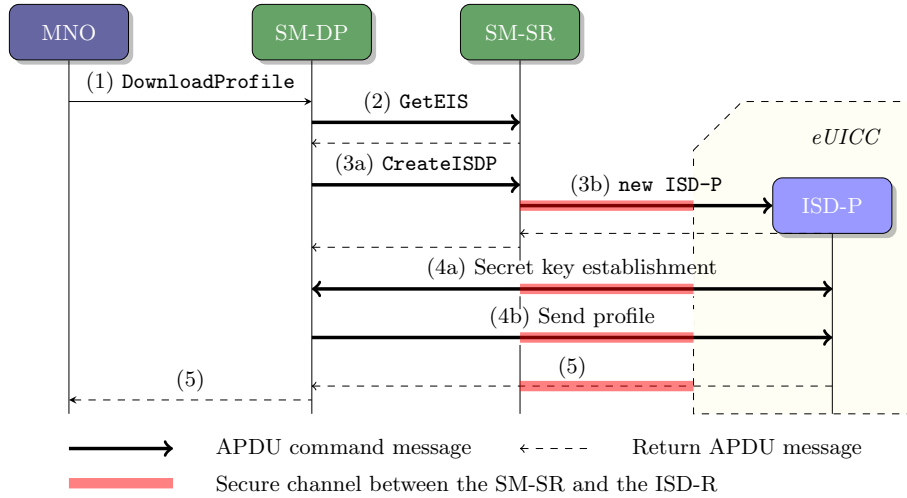 MNO
SM-DP
SM-SR
(1) DownloadProfile
(2) GetEIS
eUICC
(3a) CreateISDP
(3b) new ISD-P
ISD-P
(4a) Secret key establishment
(4b) Send profile
(5)
(5)
APDU command message
Return APDU message
Secure channel between the SM-SR and the ISD-R